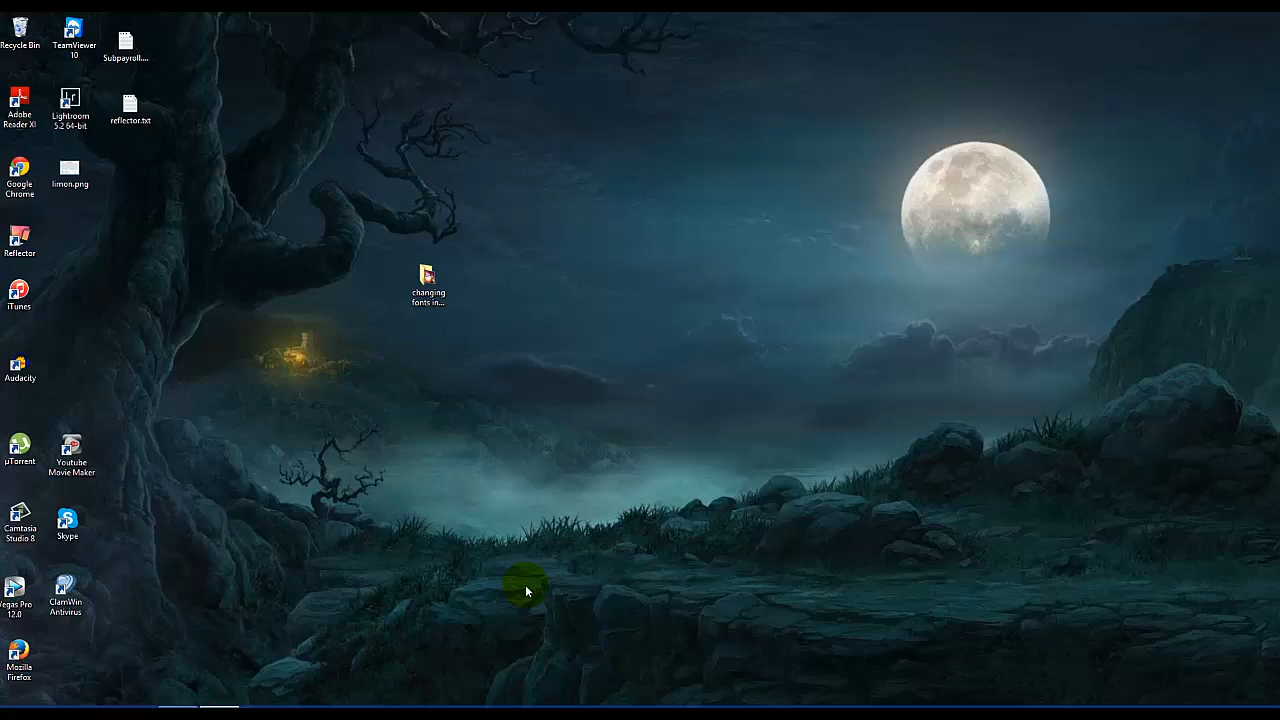 Recycle Bin
TeamViewer
10
Subpayroll....
Adobe
Reader XI
Lightroom
5.2 64-bit
reflector.txt
Google
Chrome
limon.png
Reflector
iTunes
changing
fonts in...
Audacity
µTorrent
Youtube
Movie Maker
Camtasia
Studio 8
Skype
Vegas Pro
12.0
ClamWin
Antivirus
Mozilla
Firefox